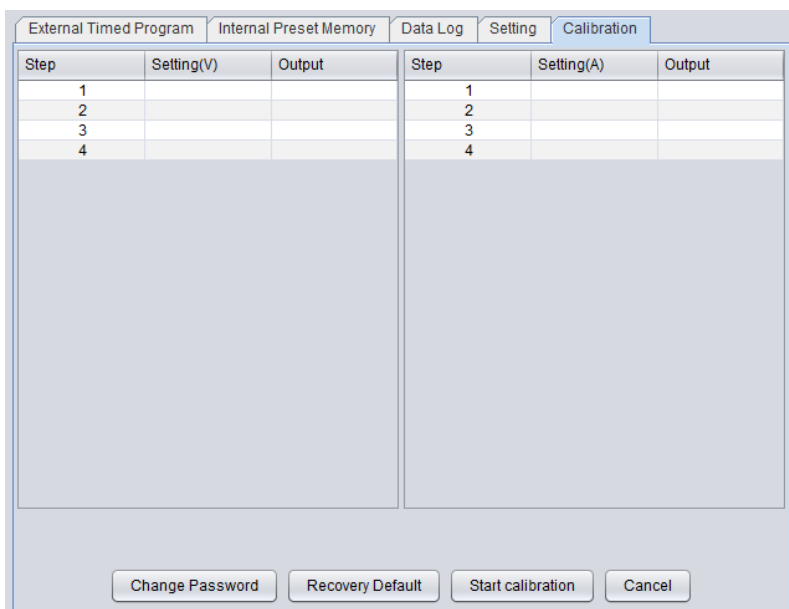 External Timed Program Internal Preset Memory Data Log Setting Calibration
Step Setting(V) Output Step Setting(A) Output
1 1
2 2
3 3
4 4
Change Password Recovery Default Start calibration Cancel